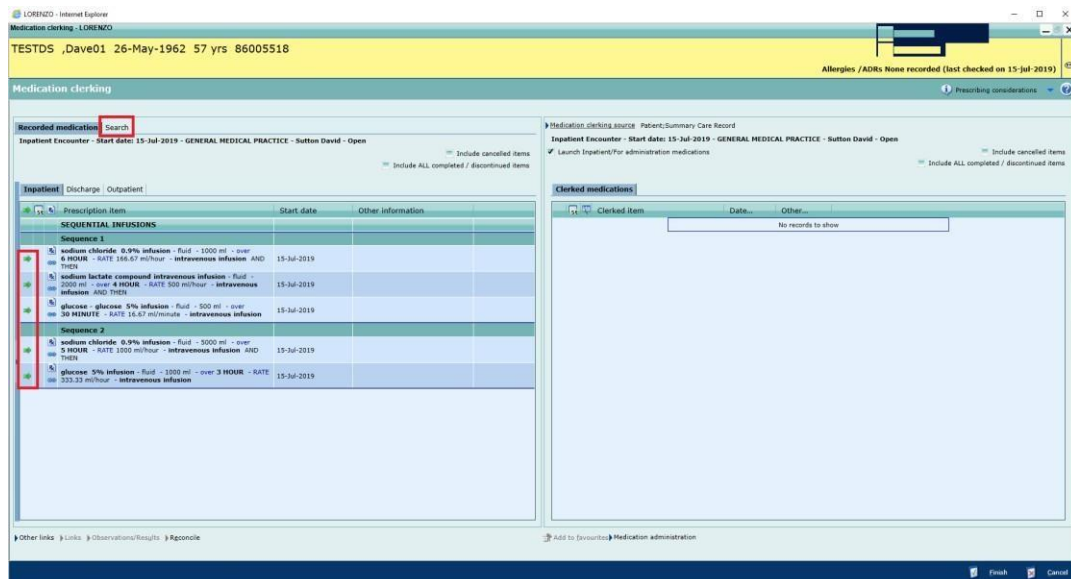 LORENZO - Internet Explorer
Medication clerking - LORENZO
TESTDS ,Dave01 26-May-1962 57 yrs 86005518
Allergies /ADRs None recorded (last checked on 15-Jul-2019)
Medication clerking
Prescribing considerations
Recorded medication Search
Inpatient Encounter - Start date: 15-Jul-2019 - GENERAL MEDICAL PRACTICE - Sutton David - Open
Include cancelled items
Include ALL completed / discontinued items
Inpatient Discharge Outpatient
Prescription item Start date Other information
SEQUENTIAL INFUSIONS
Sequence 1
sodium chloride 0.9% infusion - fluid - 1000 ml - over
6 HOUR - RATE 166.67 ml/hour - intravenous infusion AND
THEN
15-Jul-2019
sodium lactate compound intravenous infusion - fluid -
2000 ml - over 4 HOUR - RATE 500 ml/hour - intravenous
infusion AND THEN
15-Jul-2019
glucose - glucose 5% infusion - fluid - 500 ml - over
30 MINUTE - RATE 16.67 ml/minute - intravenous infusion
15-Jul-2019
Sequence 2
sodium chloride 0.9% infusion - fluid - 5000 ml - over
5 HOUR - RATE 1000 ml/hour - intravenous infusion AND
THEN
15-Jul-2019
glucose 5% infusion - fluid - 1000 ml - over 3 HOUR - RATE
333.33 ml/hour - intravenous infusion
15-Jul-2019
Other links Links Observations/Results Reconcile
Medication clerking source Patient;Summary Care Record
Inpatient Encounter - Start date: 15-Jul-2019 - GENERAL MEDICAL PRACTICE - Sutton David - Open
Launch Inpatient/For administration medications
Include cancelled items
Include ALL completed / discontinued items
Clerked medications
Clerked item Date... Other...
No records to show
Add to favourites Medication administration
Finish Cancel